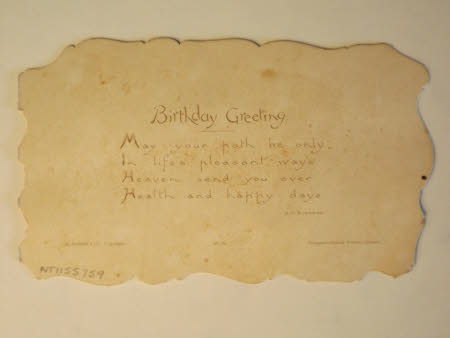 Birthday Greeting
May your path be only
In life's pleasant ways
Heaven send you ever
Health and happy days
NT1155759